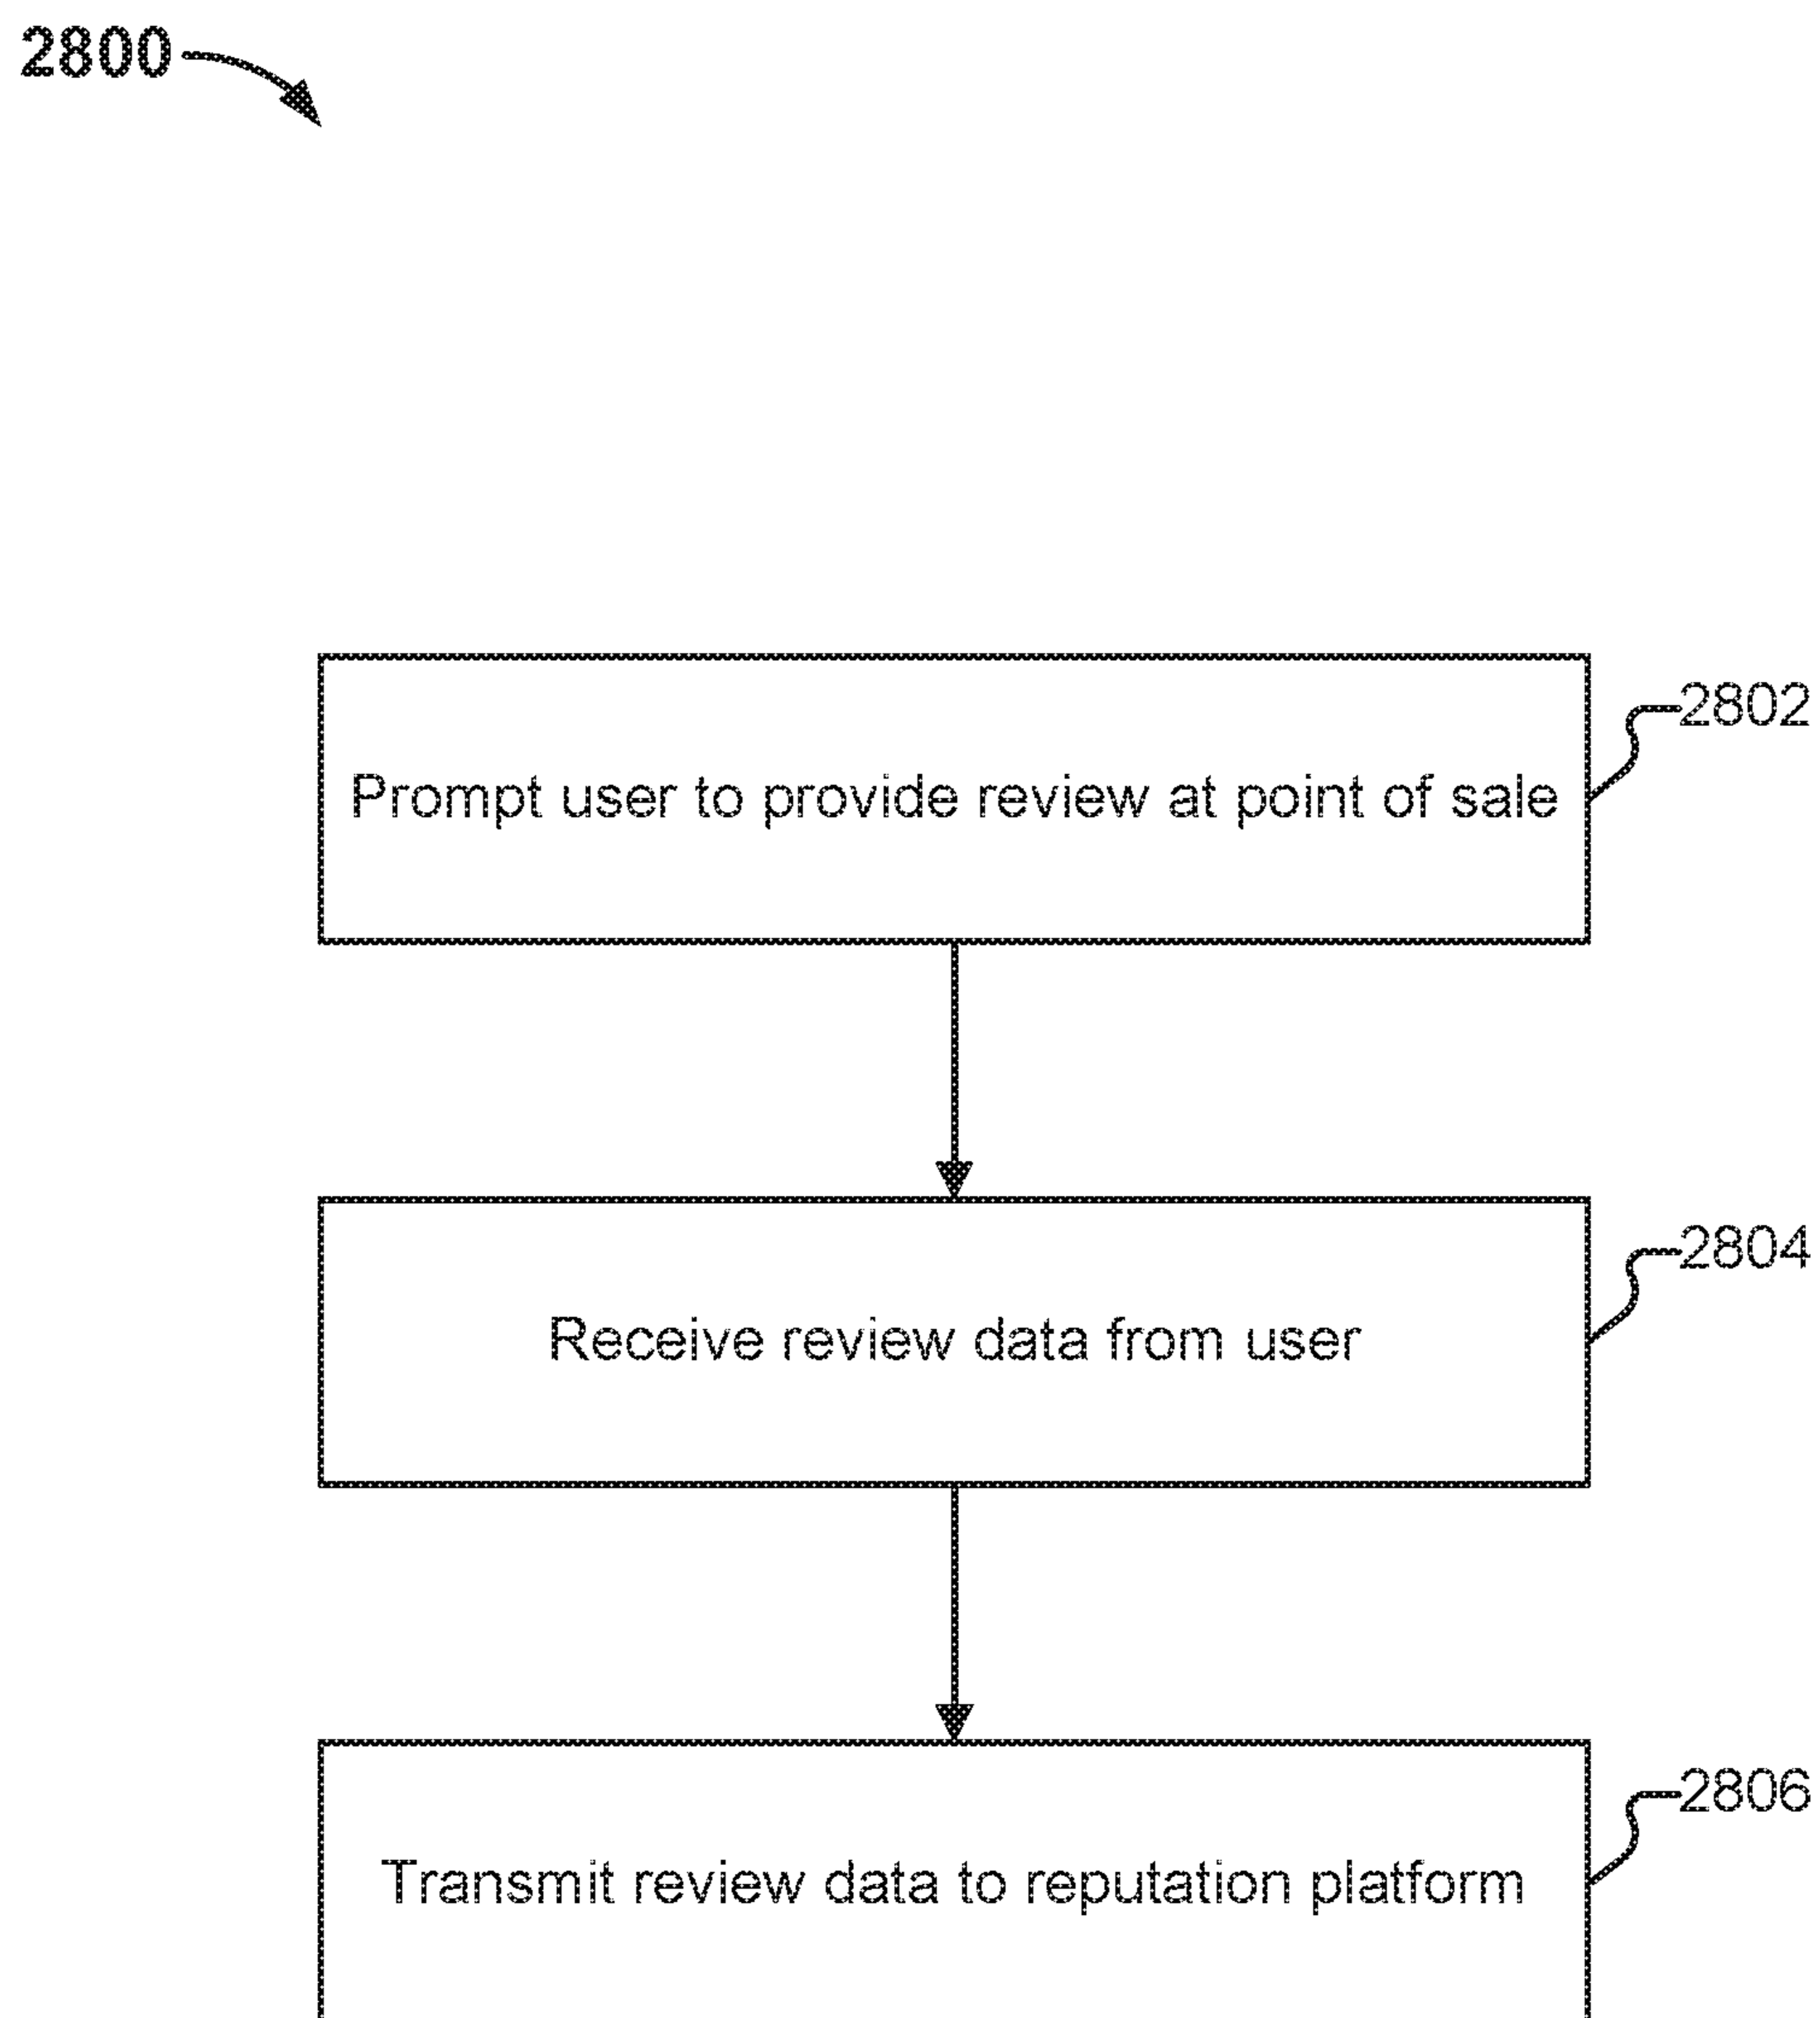 2800
Prompt user to provide review at point of sale
2802
Receive review data from user
2804
Transmit review data to reputation platform
2806